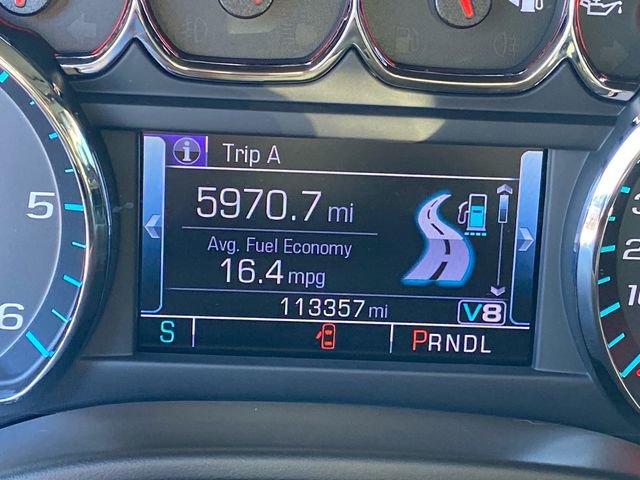 Trip A
5970.7 mi
Avg. Fuel Economy
16.4 mpg
113357 mi
V8
S
PRNDL
5
6